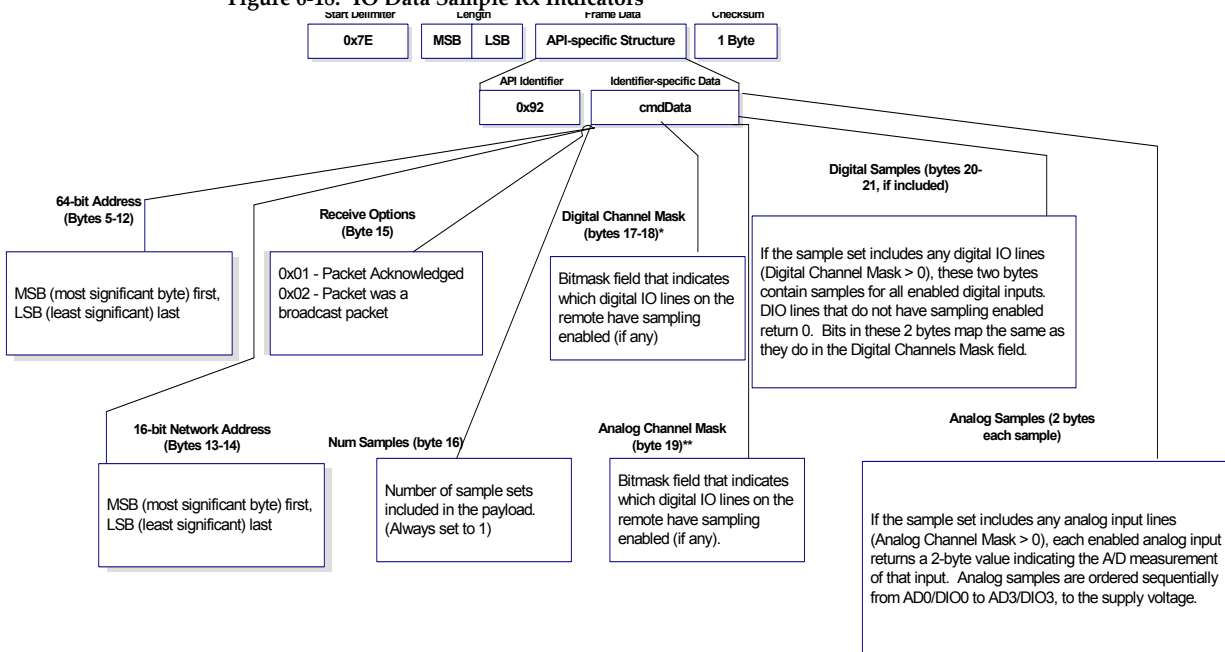 Figure 6-18. IO Data Sample Rx Indicators
Start Delimiter
Length
Frame Data
Checksum
0x7E
MSB
LSB
API-specific Structure
1 Byte
API Identifier
Identifier-specific Data
0x92
cmdData
64-bit Address
(Bytes 5-12)
MSB (most significant byte) first,
LSB (least significant) last
Receive Options
(Byte 15)
0x01 - Packet Acknowledged
0x02 - Packet was a
broadcast packet
Digital Channel Mask
(bytes 17-18)*
Bitmask field that indicates
which digital IO lines on the
remote have sampling
enabled (if any)
Digital Samples (bytes 20-
21, if included)
If the sample set includes any digital IO lines
(Digital Channel Mask > 0), these two bytes
contain samples for all enabled digital inputs.
DIO lines that do not have sampling enabled
return 0. Bits in these 2 bytes map the same as
they do in the Digital Channels Mask field.
16-bit Network Address
(Bytes 13-14)
MSB (most significant byte) first,
LSB (least significant) last
Num Samples (byte 16)
Number of sample sets
included in the payload.
(Always set to 1)
Analog Channel Mask
(byte 19)**
Bitmask field that indicates
which digital IO lines on the
remote have sampling
enabled (if any).
Analog Samples (2 bytes
each sample)
If the sample set includes any analog input lines
(Analog Channel Mask > 0), each enabled analog input
returns a 2-byte value indicating the A/D measurement
of that input. Analog samples are ordered sequentially
from AD0/DIO0 to AD3/DIO3, to the supply voltage.